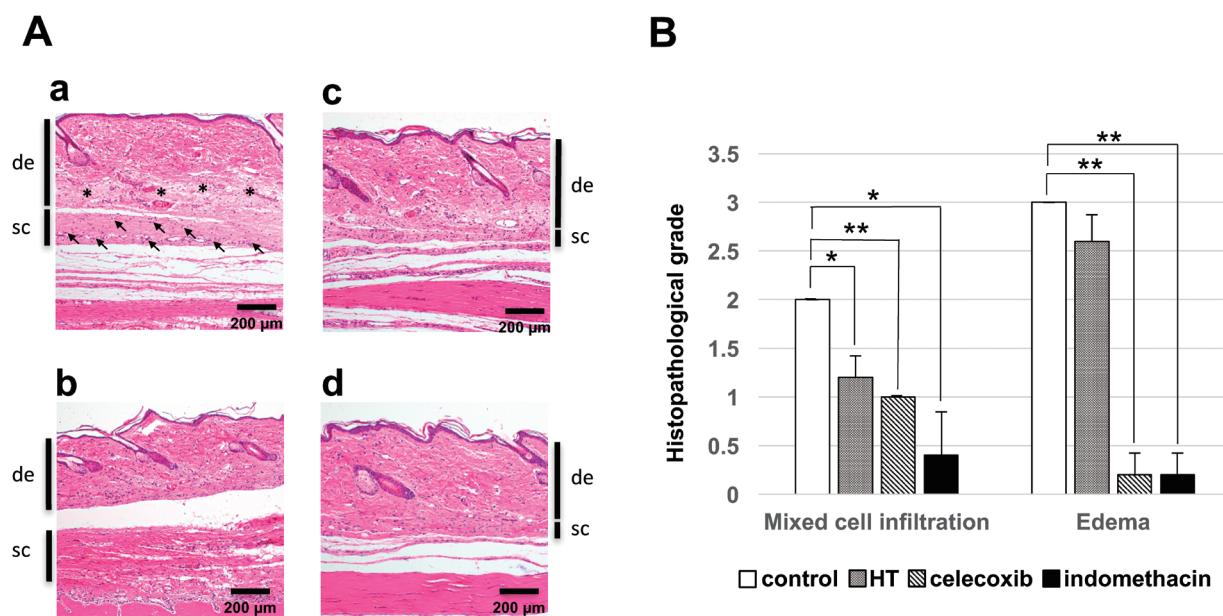 A
a
de
* * * *
sc
200 µm
c
de
sc
200 µm
b
de
sc
200 µm
d
de
sc
200 µm
B
Histopathological grade
3.5
3
2.5
2
1.5
1
0.5
0
*
**
*
**
**
Mixed cell infiltration
Edema
control HT celecoxib indomethacin